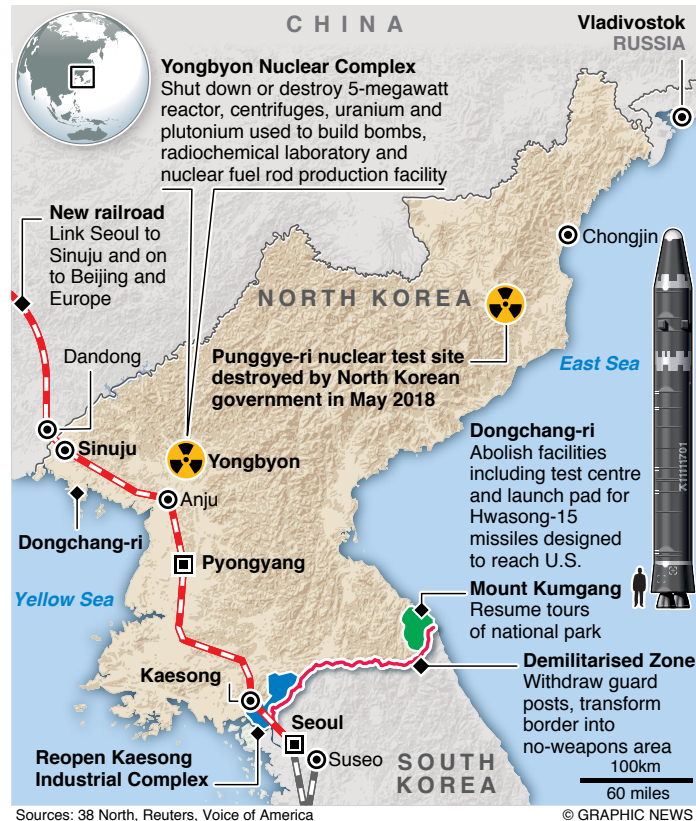 CHINA
Vladivostok
RUSSIA
Yongbyon Nuclear Complex
Shut down or destroy 5-megawatt
reactor, centrifuges, uranium and
plutonium used to build bombs,
radiochemical laboratory and
nuclear fuel rod production facility
New railroad
Link Seoul to
Sinuju and on
to Beijing and
Europe
Chongjin
NORTH KOREA
Dandong
Punggye-ri nuclear test site
destroyed by North Korean
government in May 2018
East Sea
Sinuju
Yongbyon
Anju
Dongchang-ri
Abolish facilities
including test centre
and launch pad for
Hwasong-15
missiles designed
to reach U.S.
X11111701
Dongchang-ri
Pyongyang
Yellow Sea
Mount Kumgang
Resume tours
of national park
Kaesong
Demilitarised Zone
Withdraw guard
posts, transform
border into
no-weapons area
Seoul
Reopen Kaesong
Industrial Complex
Suseo
SOUTH
KOREA
100km
60 miles
Sources: 38 North, Reuters, Voice of America
© GRAPHIC NEWS